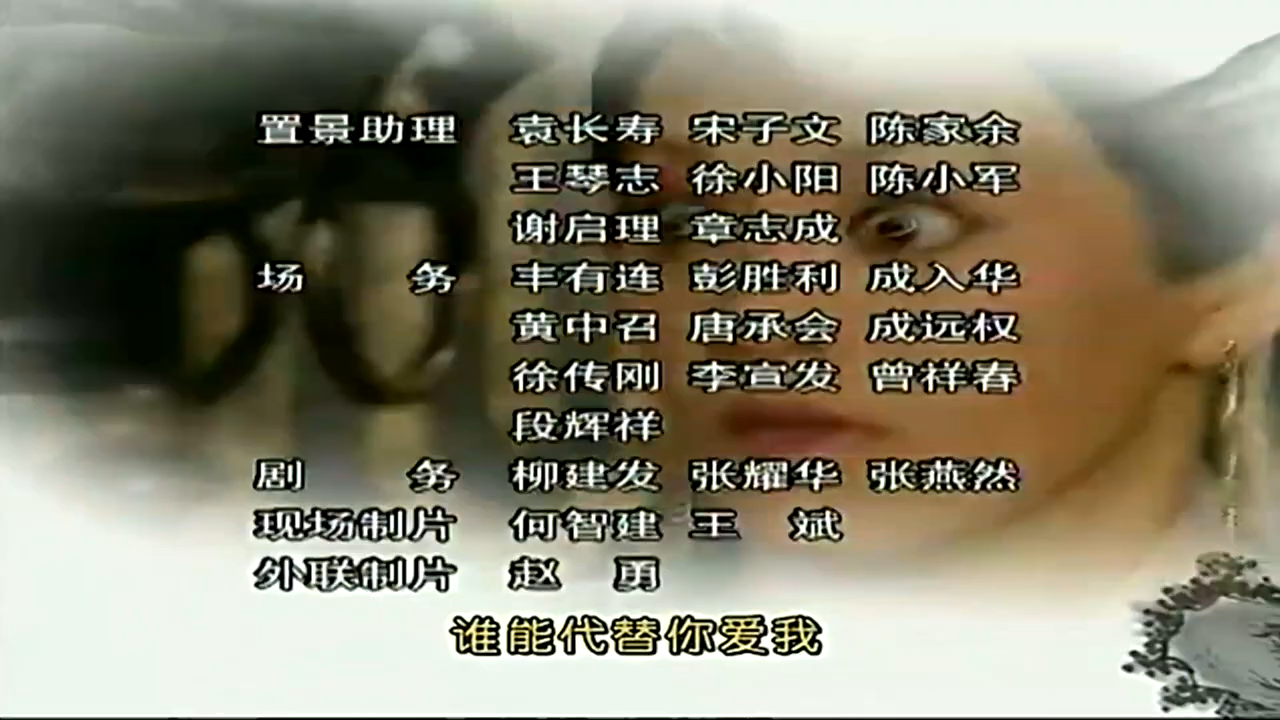 置景助理 袁长寿 宋子文 陈家余
王琴志 徐小阳 陈小军
谢启理 章志成
场务 丰有连 彭胜利 成入华
黄中召 唐承会 成远权
徐传刚 李宣发 曾祥春
段辉祥
剧务 柳建发 张耀华 张燕然
现场制片 何智建 王斌
外联制片 赵勇
谁能代替你爱我